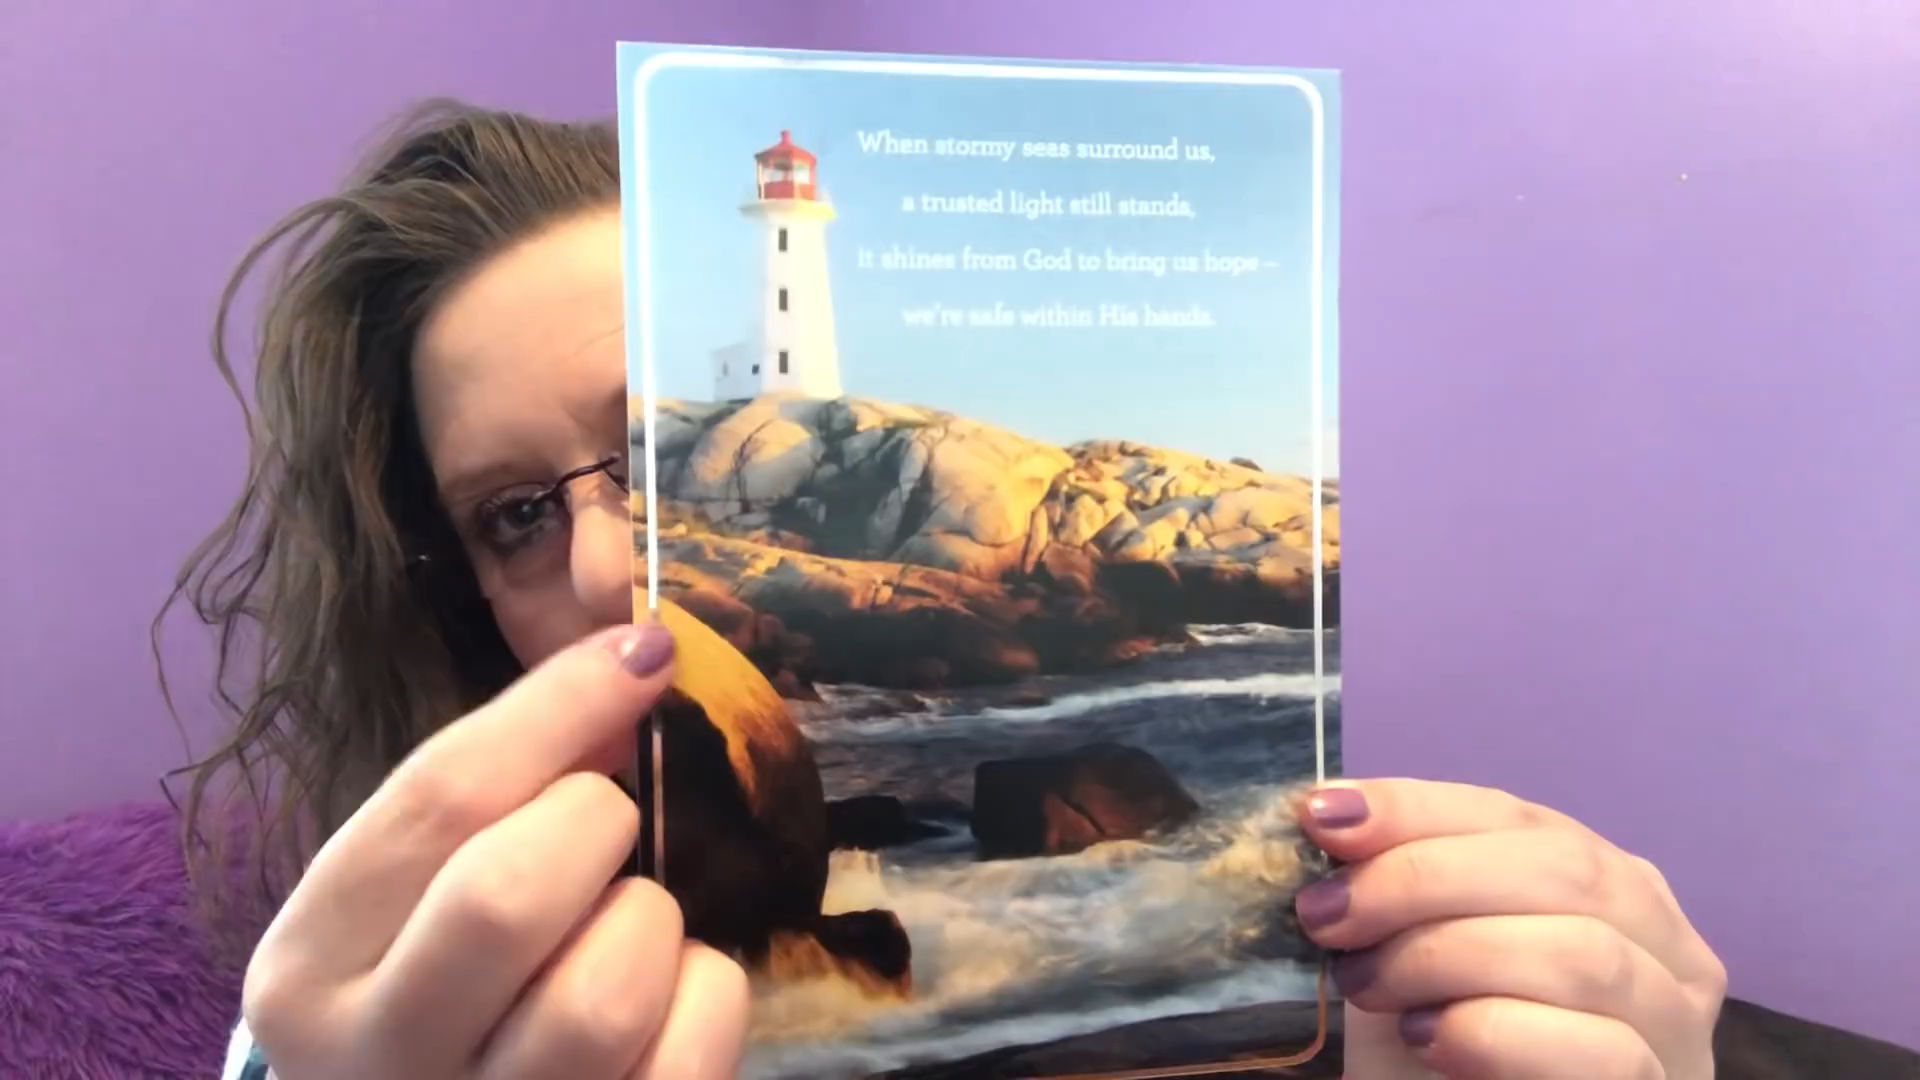 When stormy seas surround us,
a trusted light still stands,
it shines from God to bring us hope –
we're safe within His hands.